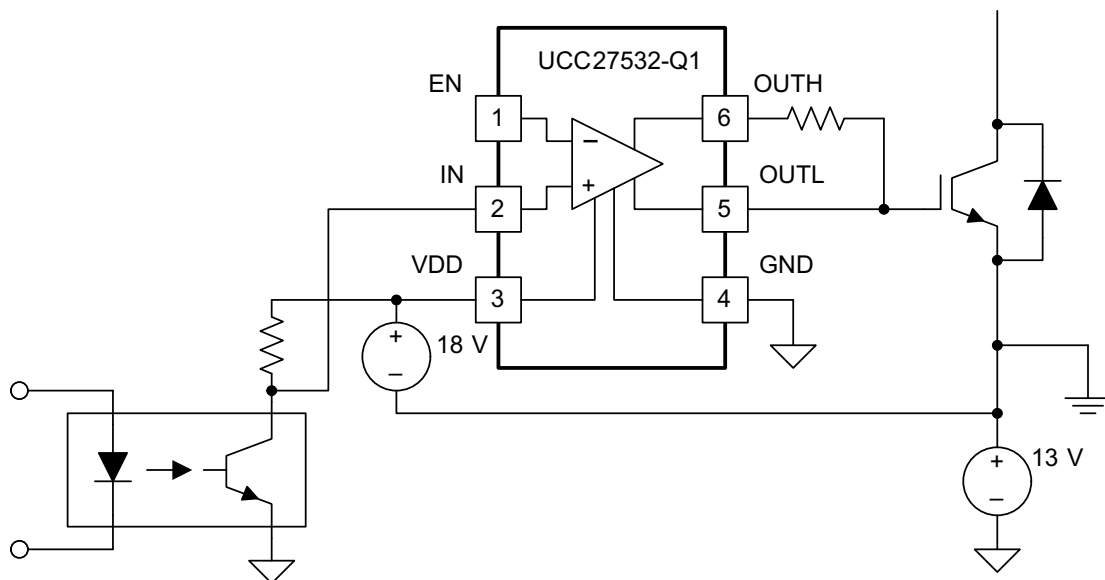 UCC27532-Q1
EN
OUTH
1
6
−
IN
OUTL
+
2
5
VDD
GND
3
4
+
18 V
−
+
13 V
−